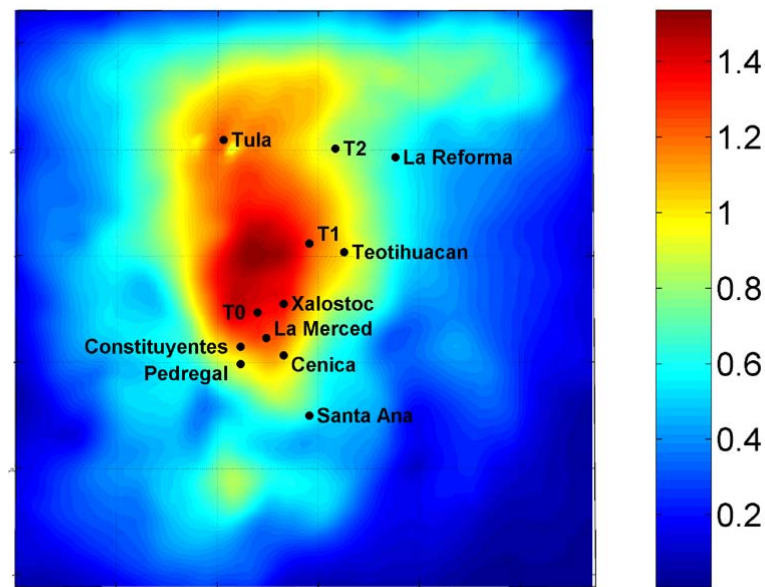 Tula
T2
La Reforma
T1
Teotihuacan
Xalostoc
T0
La Merced
Constituyentes
Cenica
Pedregal
Santa Ana
1.4
1.2
1
0.8
0.6
0.4
0.2